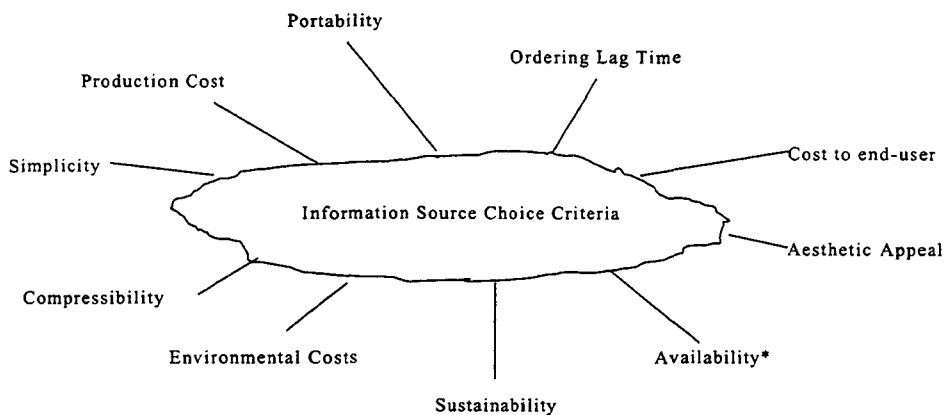 Portability
Ordering Lag Time
Production Cost
Simplicity
Cost to end-user
Information Source Choice Criteria
Aesthetic Appeal
Compressibility
Environmental Costs
Availability*
Sustainability